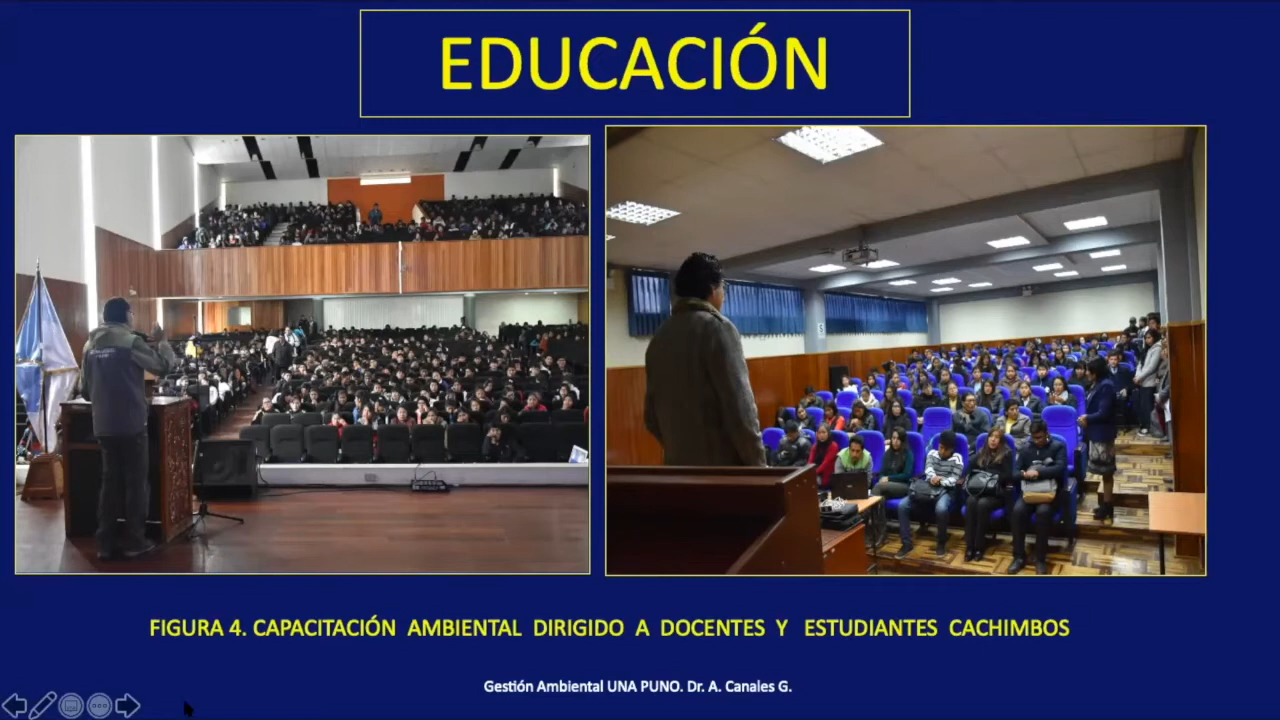 EDUCACIÓN
FIGURA 4. CAPACITACIÓN AMBIENTAL DIRIGIDO A DOCENTES Y ESTUDIANTES CACHIMBOS
Gestión Ambiental UNA PUNO. Dr. A. Canales G.